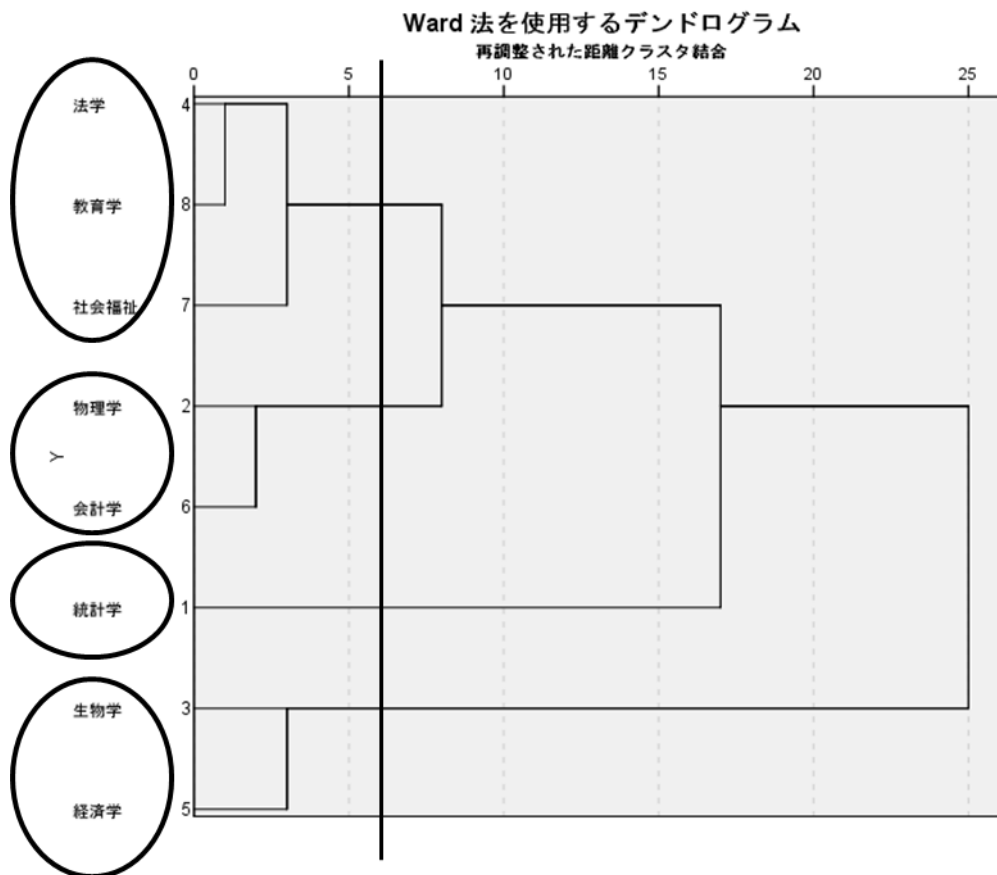 Ward 法を使用するデンドログラム
再調整された距離クラスタ結合
0 5 10 15 20 25
法学 4
教育学 8
社会福祉 7
物理学 2
Y
会計学 6
統計学 1
生物学 3
経済学 5